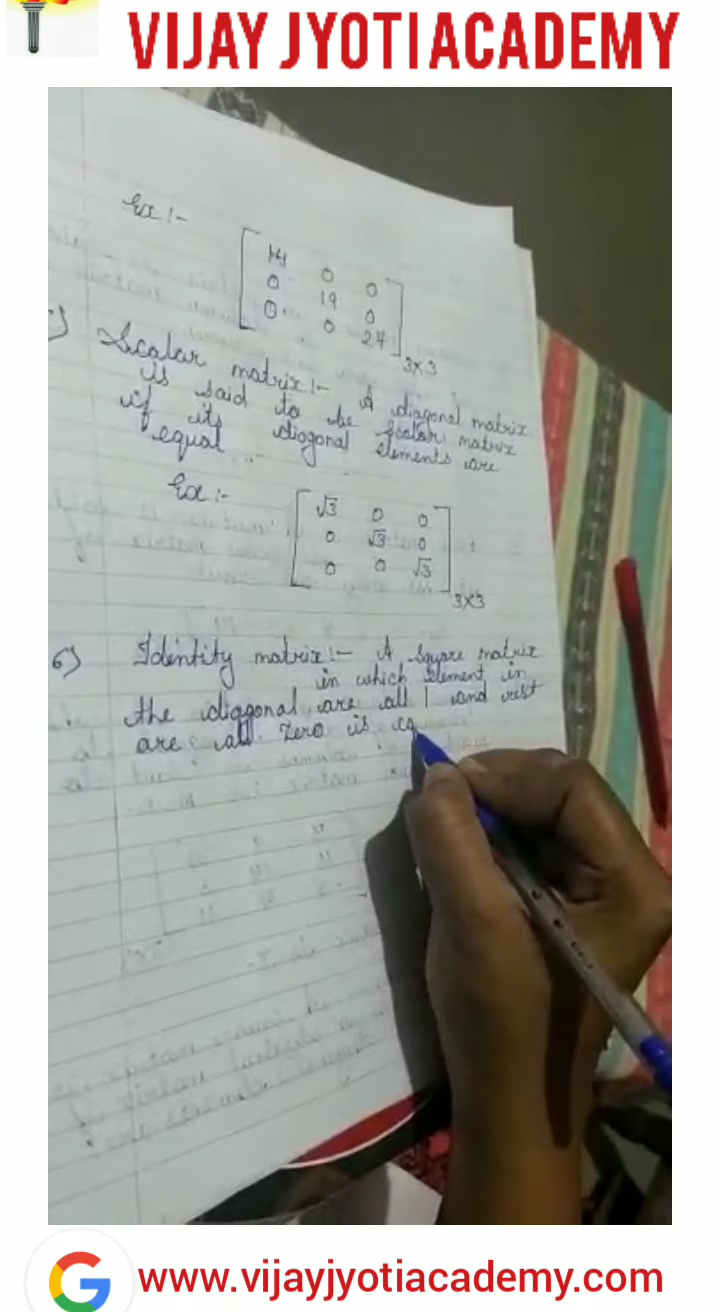 VIJAY JYOTI ACADEMY
Ex :-
14 0 0
0 19 0
0 0 27
3×3
Scalar matrix :- A diagonal matrix
is said to be scalar matrix
if its diagonal elements are
equal
Ex :-
√3 0 0
0 √3 0
0 0 √3
3×3
6) Identity matrix :- A square matrix
in which element in
the diagonal are all 1 and rest
are all zero is
G www.vijayjyotiacademy.com